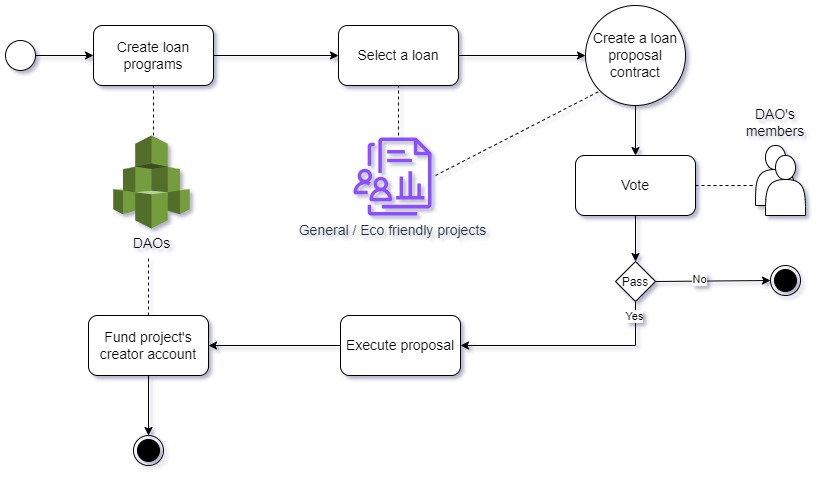 Create loan
programs
Select a loan
Create a loan
proposal
contract
DAO's
members
Vote
DAOs
General / Eco friendly projects
Pass
No
Yes
Fund project's
creator account
Execute proposal